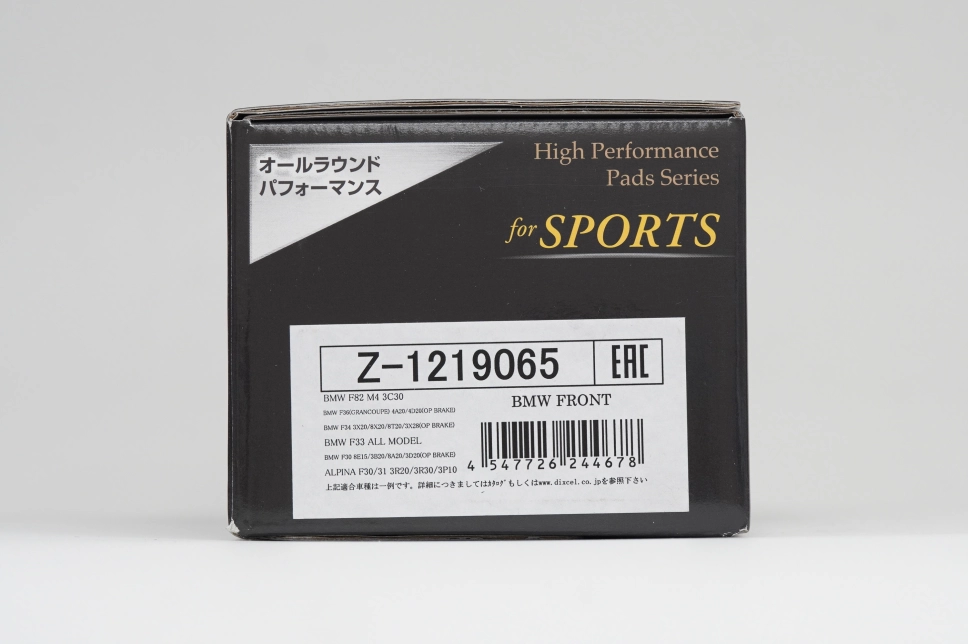 オールラウンド
パフォーマンス
High Performance
Pads Series
for SPORTS
Z-1219065
EAC
BMW F82 M4 3C30
BMW F36(GRANCOUPE) 4A20/4D20(OP BRAKE)
BMW F34 3X20/8X20/8T20/3X28(OP BRAKE)
BMW F33 ALL MODEL
BMW F30 8E15/3B20/8A20/3D20(OP BRAKE)
ALPINA F30/31 3R20/3R30/3P10
BMW FRONT
4 547726 244678
上記適合車種は一例です。詳細につきましてはｶﾀﾛｸﾞもしくはwww.dixcel.co.jpを参照下さい